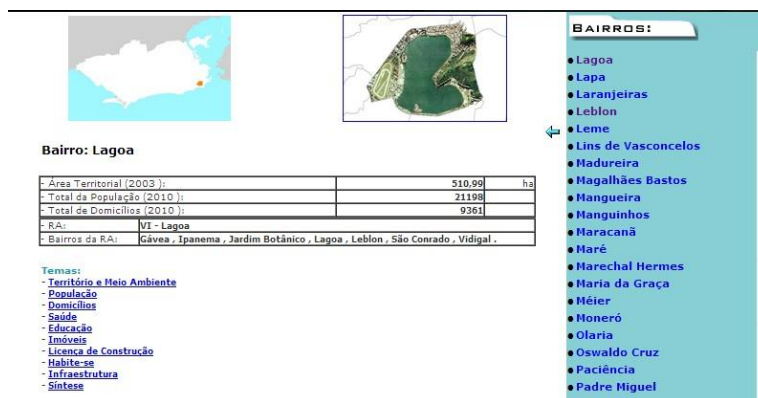 Bairro: Lagoa
- Área Territorial (2003 ): 510,99 ha
- Total da População (2010 ): 21198
- Total de Domicílios (2010 ): 9361
- RA: VI - Lagoa
- Bairros da RA: Gávea , Ipanema , Jardim Botânico , Lagoa , Leblon , São Conrado , Vidigal .
Temas:
- Território e Meio Ambiente
- População
- Domicílios
- Saúde
- Educação
- Imóveis
- Licença de Construção
- Habite-se
- Infraestrutura
- Síntese
BAIRROS:
Lagoa
Lapa
Laranjeiras
Leblon
Leme
Lins de Vasconcelos
Madureira
Magalhães Bastos
Mangueira
Manguinhos
Maracanã
Maré
Marechal Hermes
Maria da Graça
Méier
Moneró
Olaria
Oswaldo Cruz
Paciência
Padre Miguel